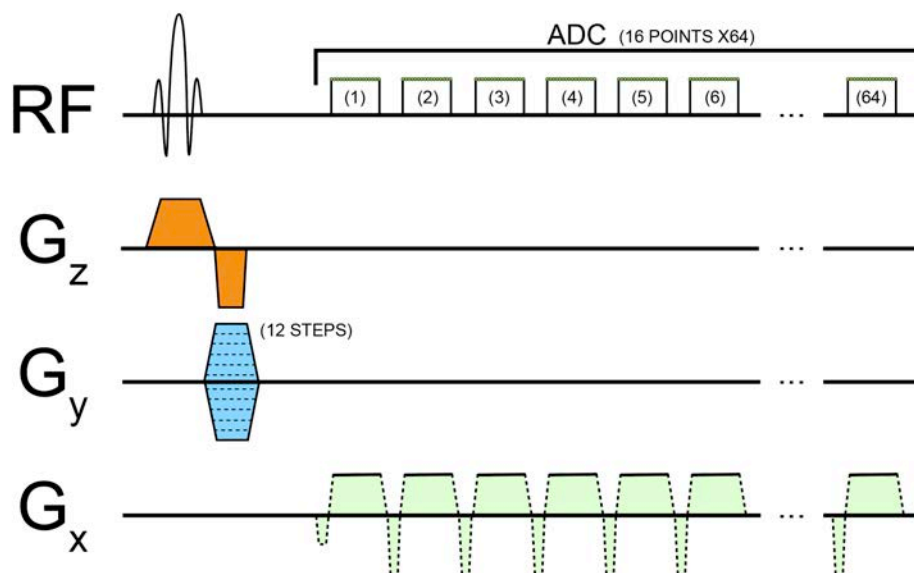 ADC (16 POINTS X64)
RF (1) (2) (3) (4) (5) (6) ... (64)
Gz ...
(12 STEPS)
Gy ...
Gx ...